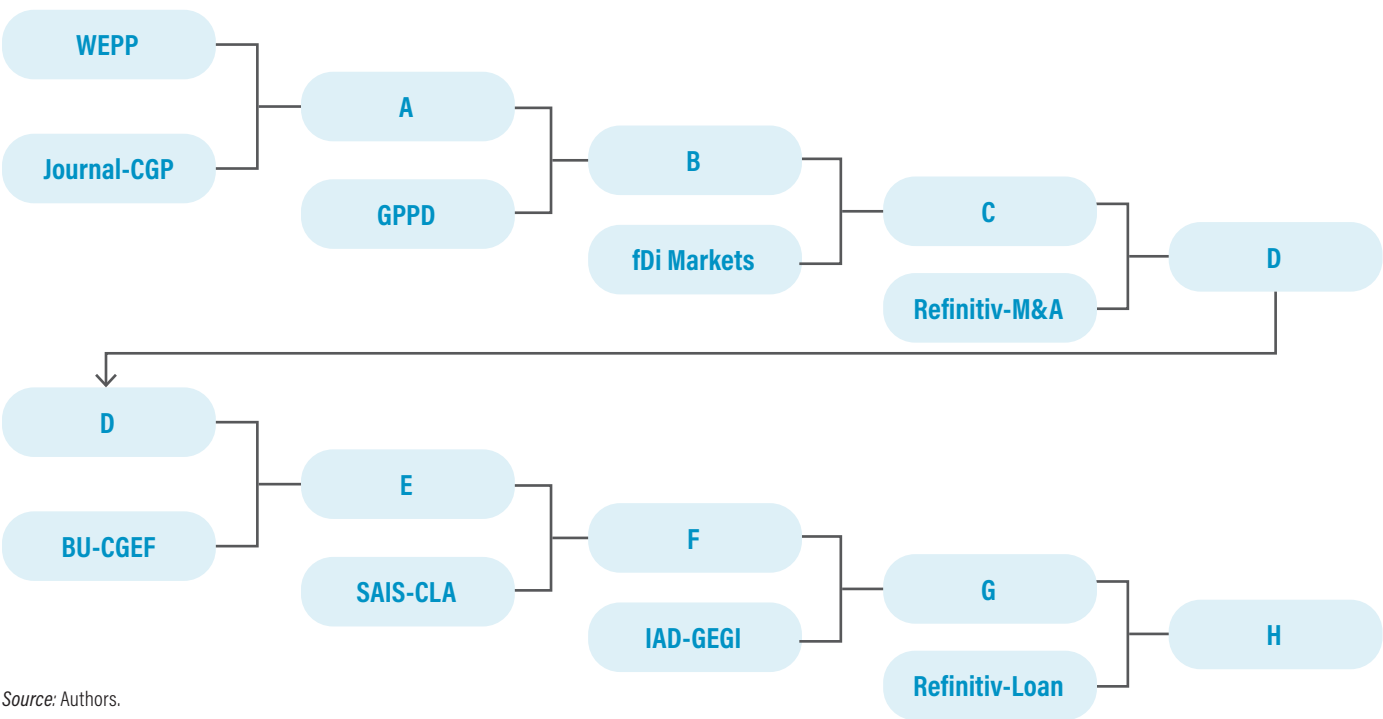 WEPP
Journal-CGP
A
GPPD
B
fDi Markets
C
Refinitiv-M&A
D
D
BU-CGEF
E
SAIS-CLA
F
IAD-GEGI
G
Refinitiv-Loan
H
Source: Authors.